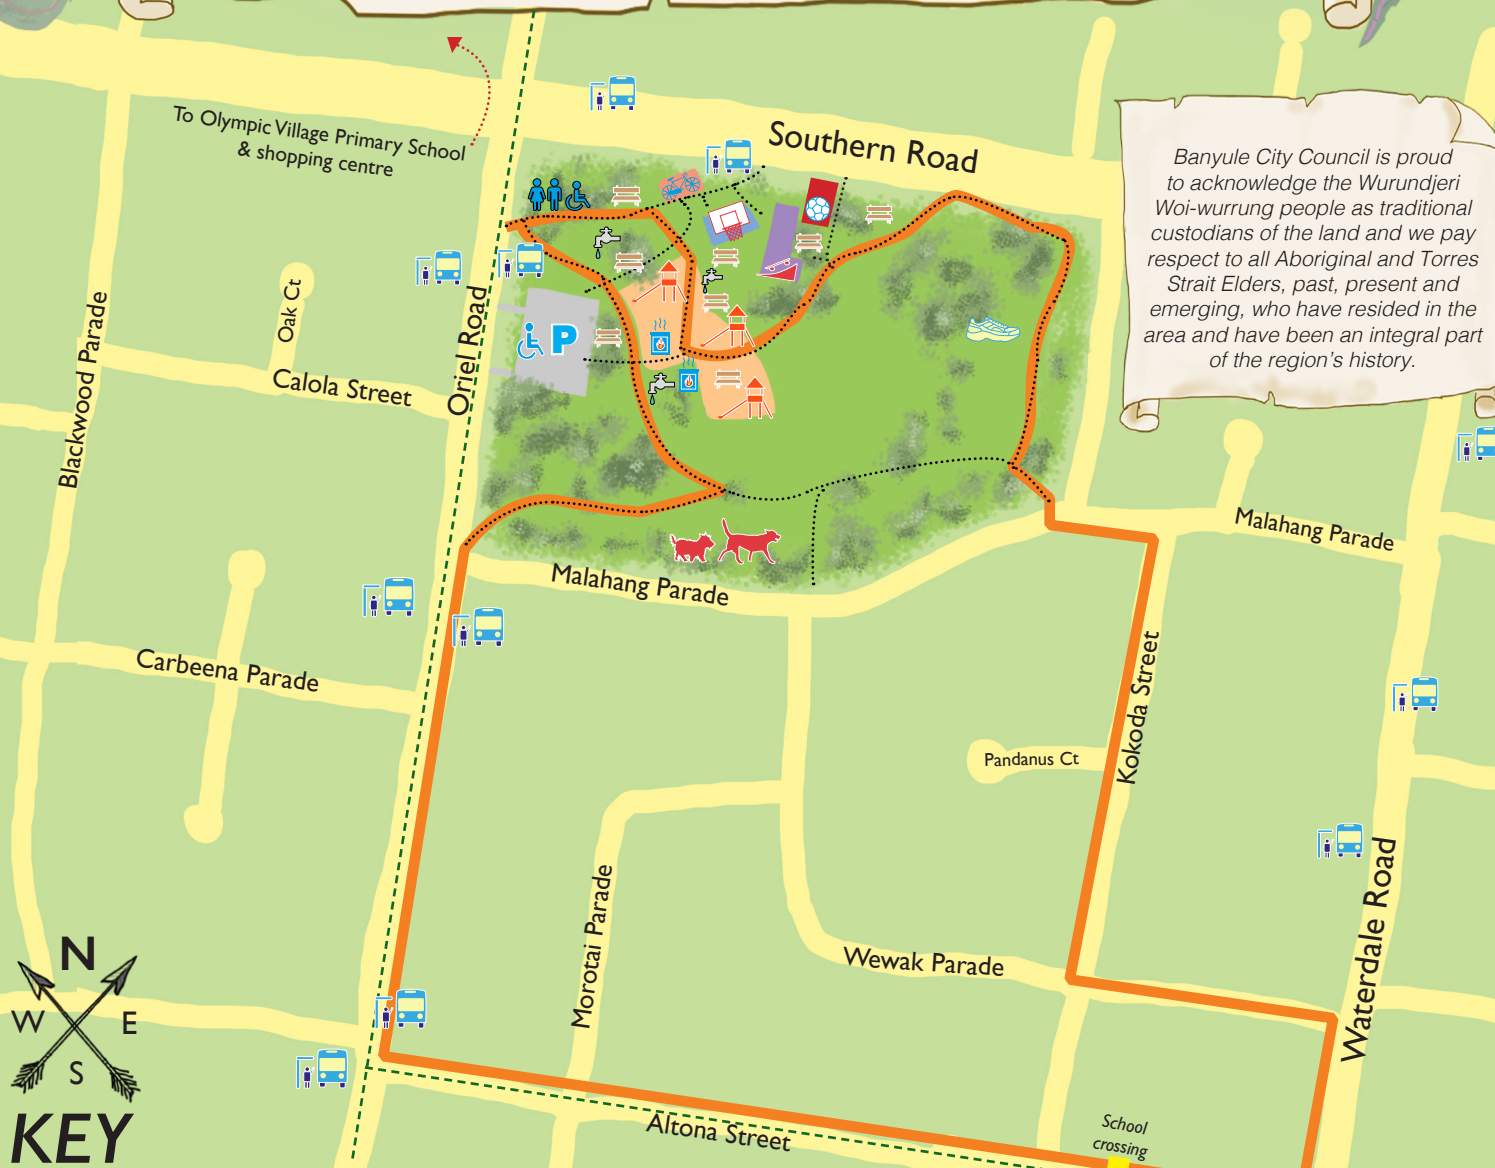 To Olympic Village Primary School
& shopping centre
Southern Road
Banyule City Council is proud
to acknowledge the Wurundjeri
Woi-wurrung people as traditional
custodians of the land and we pay
respect to all Aboriginal and Torres
Strait Elders, past, present and
emerging, who have resided in the
area and have been an integral part
of the region's history.
Blackwood Parade
Oak Ct
Oriel Road
Calola Street
P
Malahang Parade
Malahang Parade
Carbeena Parade
Kokoda Street
Pandanus Ct
Morotai Parade
Wewak Parade
Waterdale Road
N
W E
S
KEY
Altona Street
School
crossing